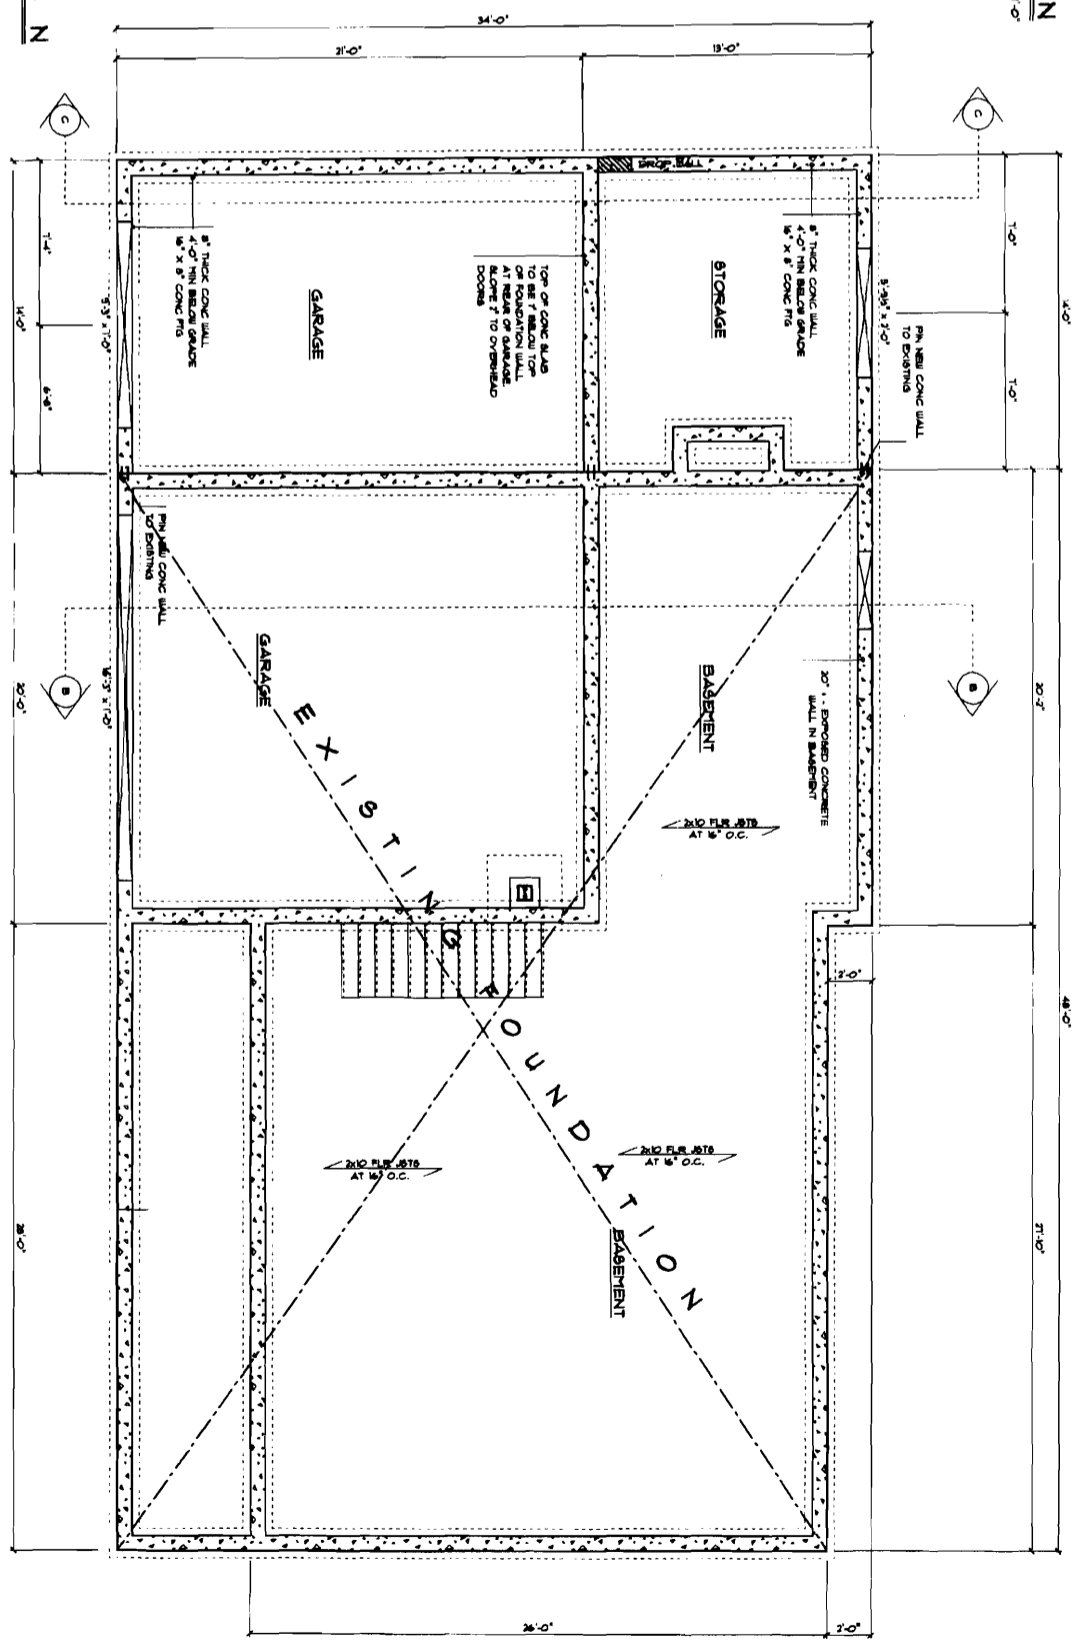 N
N
34'-0"
21'-0"
13'-0"
C
C
DROP WALL
8" THICK CONC WALL
4'-0" MIN BELOW GRADE
16" X 8" CONC FTG
GARAGE
TOP OF CONC SLAB
TO BE 1" BELOW TOP
OF FOUNDATION WALL
AT REAR OF GARAGE.
SLOPE 2" TO OVERHEAD
DOORS
STORAGE
8" THICK CONC WALL
4'-0" MIN BELOW GRADE
16" X 8" CONC FTG
PIN NEW CONC WALL
TO EXISTING
7'-4"
6'-8"
14'-0"
7'-0"
7'-0"
14'-0"
PIN NEW CONC WALL
TO EXISTING
B
B
GARAGE
BASEMENT
EXPOSED CONCRETE
WALL IN BASEMENT
20'-0"
20'-2"
2x10 FLR JSTS
AT 16" O.C.
EXISTING FOUNDATION
2'-0"
48'-0"
2x10 FLR JSTS
AT 16" O.C.
2x10 FLR JSTS
AT 16" O.C.
BASEMENT
28'-0"
27'-10"
26'-0"
2'-0"